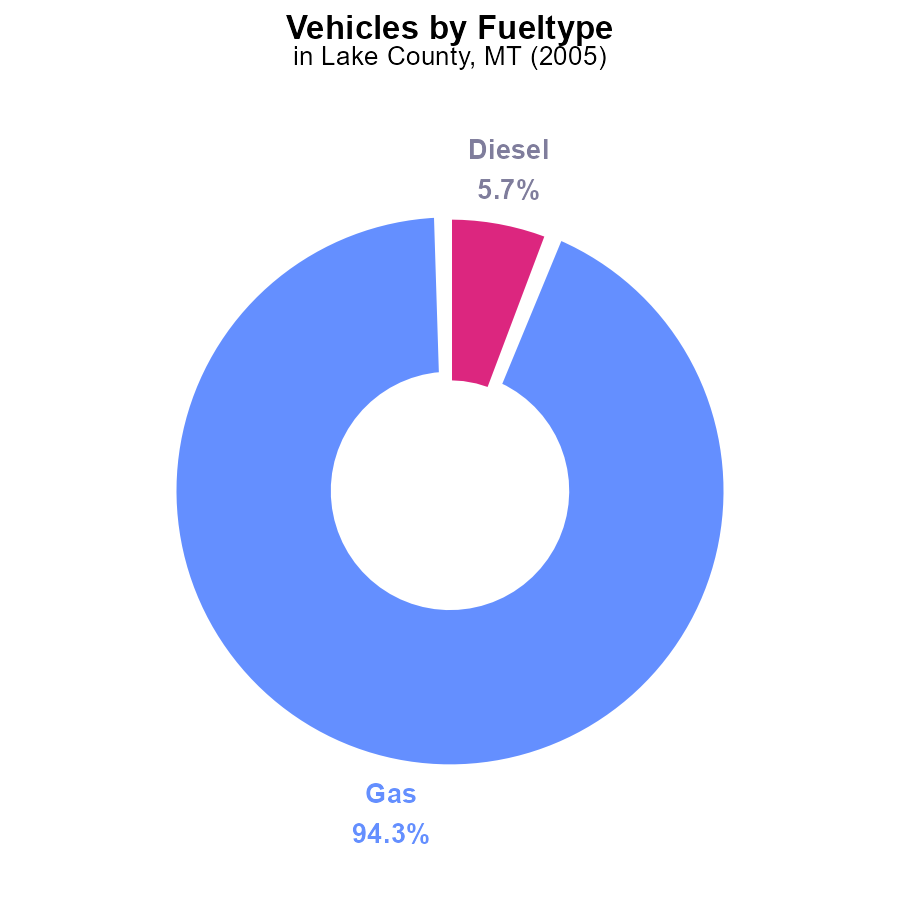 Vehicles by Fueltype
in Lake County, MT (2005)
Diesel
5.7%
Gas
94.3%